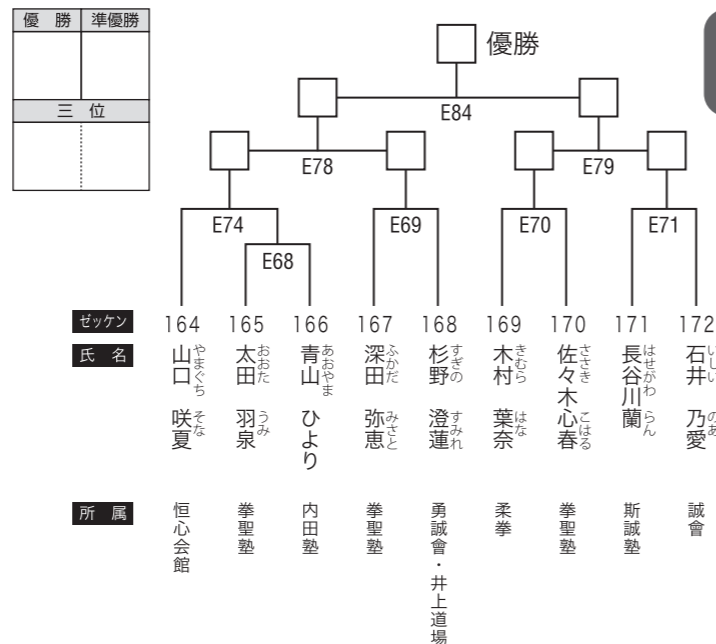 優勝 準優勝
三位
優勝
E84
E78 E79
E74 E69 E70 E71
E68
ゼッケン 164 165 166 167 168 169 170 171 172
氏名
山口 咲夏 やまぐち そな
太田 羽泉 おおた うみ
青山 ひより あおやま
深田 弥恵 ふかだ みさと
杉野 澄蓮 すぎの すみれ
木村 葉奈 きむら はな
佐々木心春 ささき こはる
長谷川蘭 はせがわ らん
石井 乃愛 いしい のあ
所属
恒心会館
拳聖塾
内田塾
拳聖塾
勇誠會・井上道場
柔拳
拳聖塾
斯誠塾
誠會